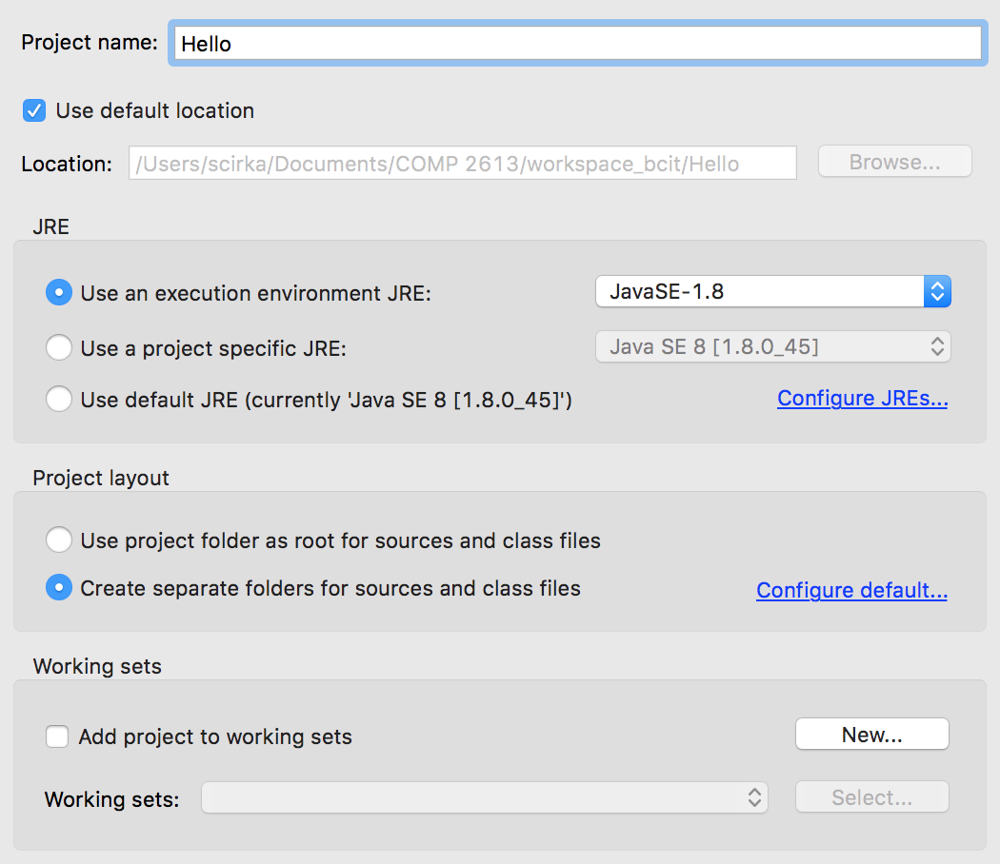 Project name: Hello
Use default location
Location: /Users/scirka/Documents/COMP 2613/workspace_bcit/Hello Browse...
JRE
Use an execution environment JRE: JavaSE-1.8
Use a project specific JRE: Java SE 8 [1.8.0_45]
Use default JRE (currently 'Java SE 8 [1.8.0_45]') Configure JREs...
Project layout
Use project folder as root for sources and class files
Create separate folders for sources and class files Configure default...
Working sets
Add project to working sets New...
Working sets: Select...